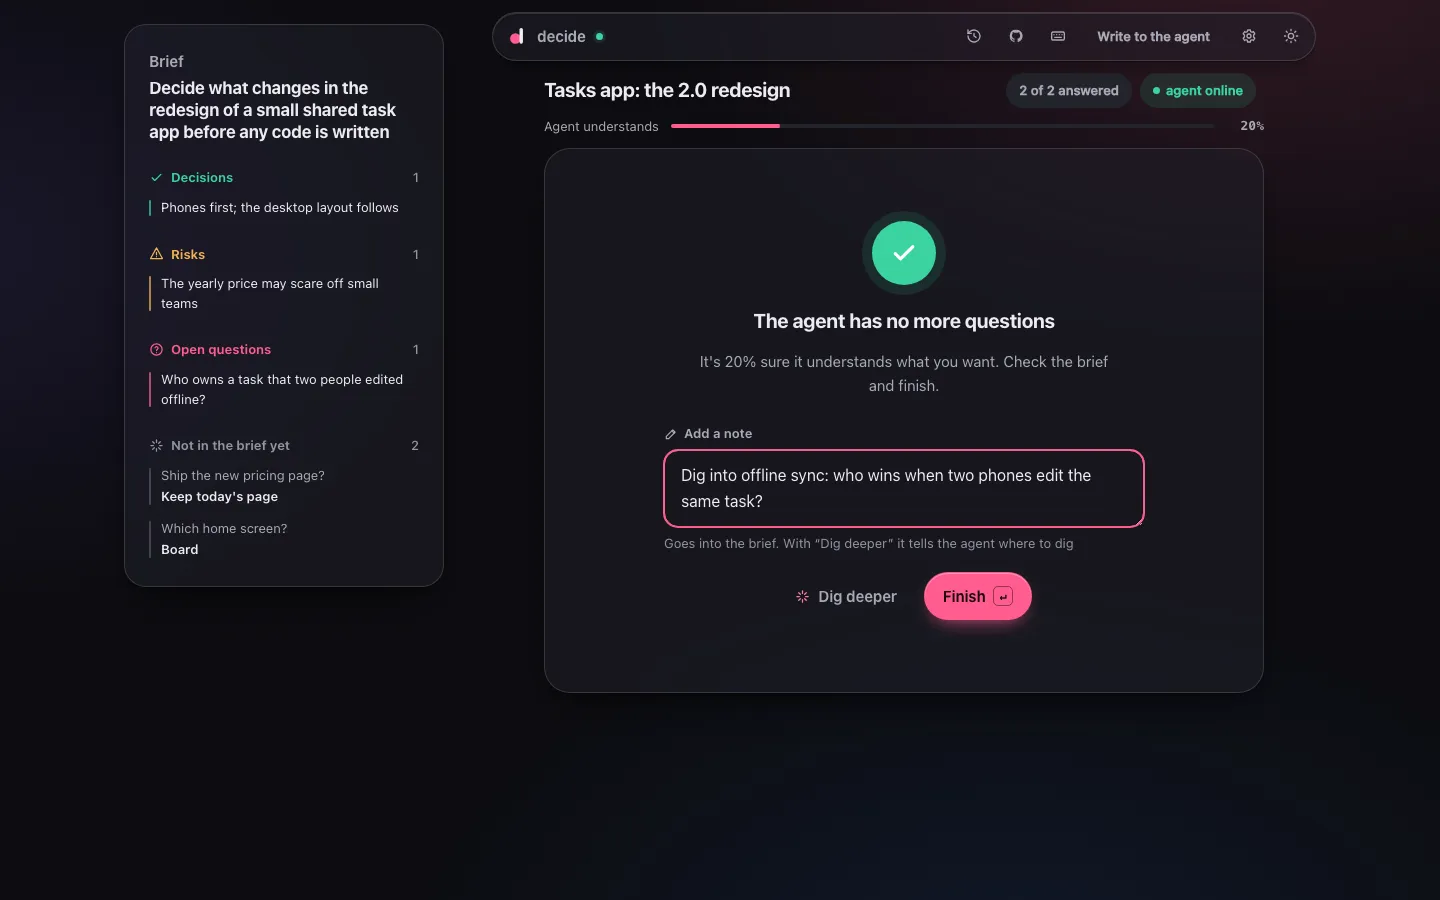 Brief
Decide what changes in the
redesign of a small shared task
app before any code is written
Decisions 1
Phones first; the desktop layout follows
Risks 1
The yearly price may scare off small
teams
Open questions 1
Who owns a task that two people edited
offline?
Not in the brief yet 2
Ship the new pricing page?
Keep today's page
Which home screen?
Board
decide
Write to the agent
Tasks app: the 2.0 redesign
2 of 2 answered
agent online
Agent understands 20%
The agent has no more questions
It's 20% sure it understands what you want. Check the brief
and finish.
Add a note
Dig into offline sync: who wins when two phones edit the
same task?
Goes into the brief. With “Dig deeper” it tells the agent where to dig
Dig deeper
Finish ↵